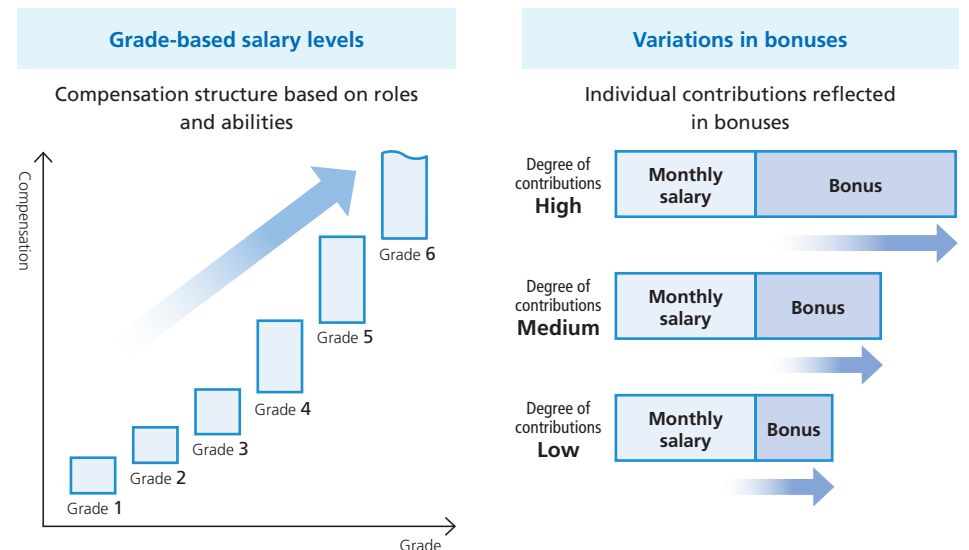 Grade-based salary levels
Compensation structure based on roles
and abilities
Compensation
Grade 6
Grade 5
Grade 4
Grade 3
Grade 2
Grade 1
Grade
Variations in bonuses
Individual contributions reflected
in bonuses
Degree of
contributions
High
Monthly
salary
Bonus
Degree of
contributions
Medium
Monthly
salary
Bonus
Degree of
contributions
Low
Monthly
salary
Bonus